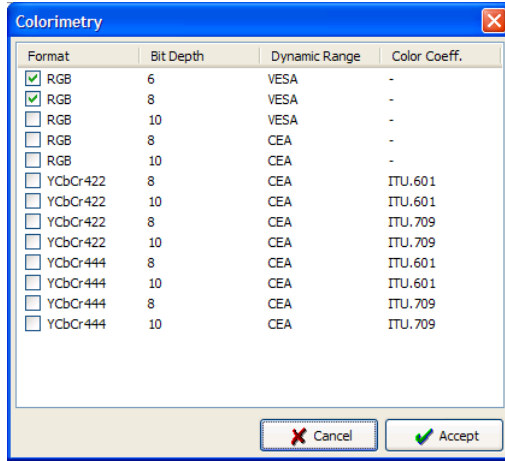 Colorimetry
Format Bit Depth Dynamic Range Color Coeff.
RGB 6 VESA -
RGB 8 VESA -
RGB 10 VESA -
RGB 8 CEA -
RGB 10 CEA -
YCbCr422 8 CEA ITU.601
YCbCr422 10 CEA ITU.601
YCbCr422 8 CEA ITU.709
YCbCr422 10 CEA ITU.709
YCbCr444 8 CEA ITU.601
YCbCr444 10 CEA ITU.601
YCbCr444 8 CEA ITU.709
YCbCr444 10 CEA ITU.709
Cancel Accept